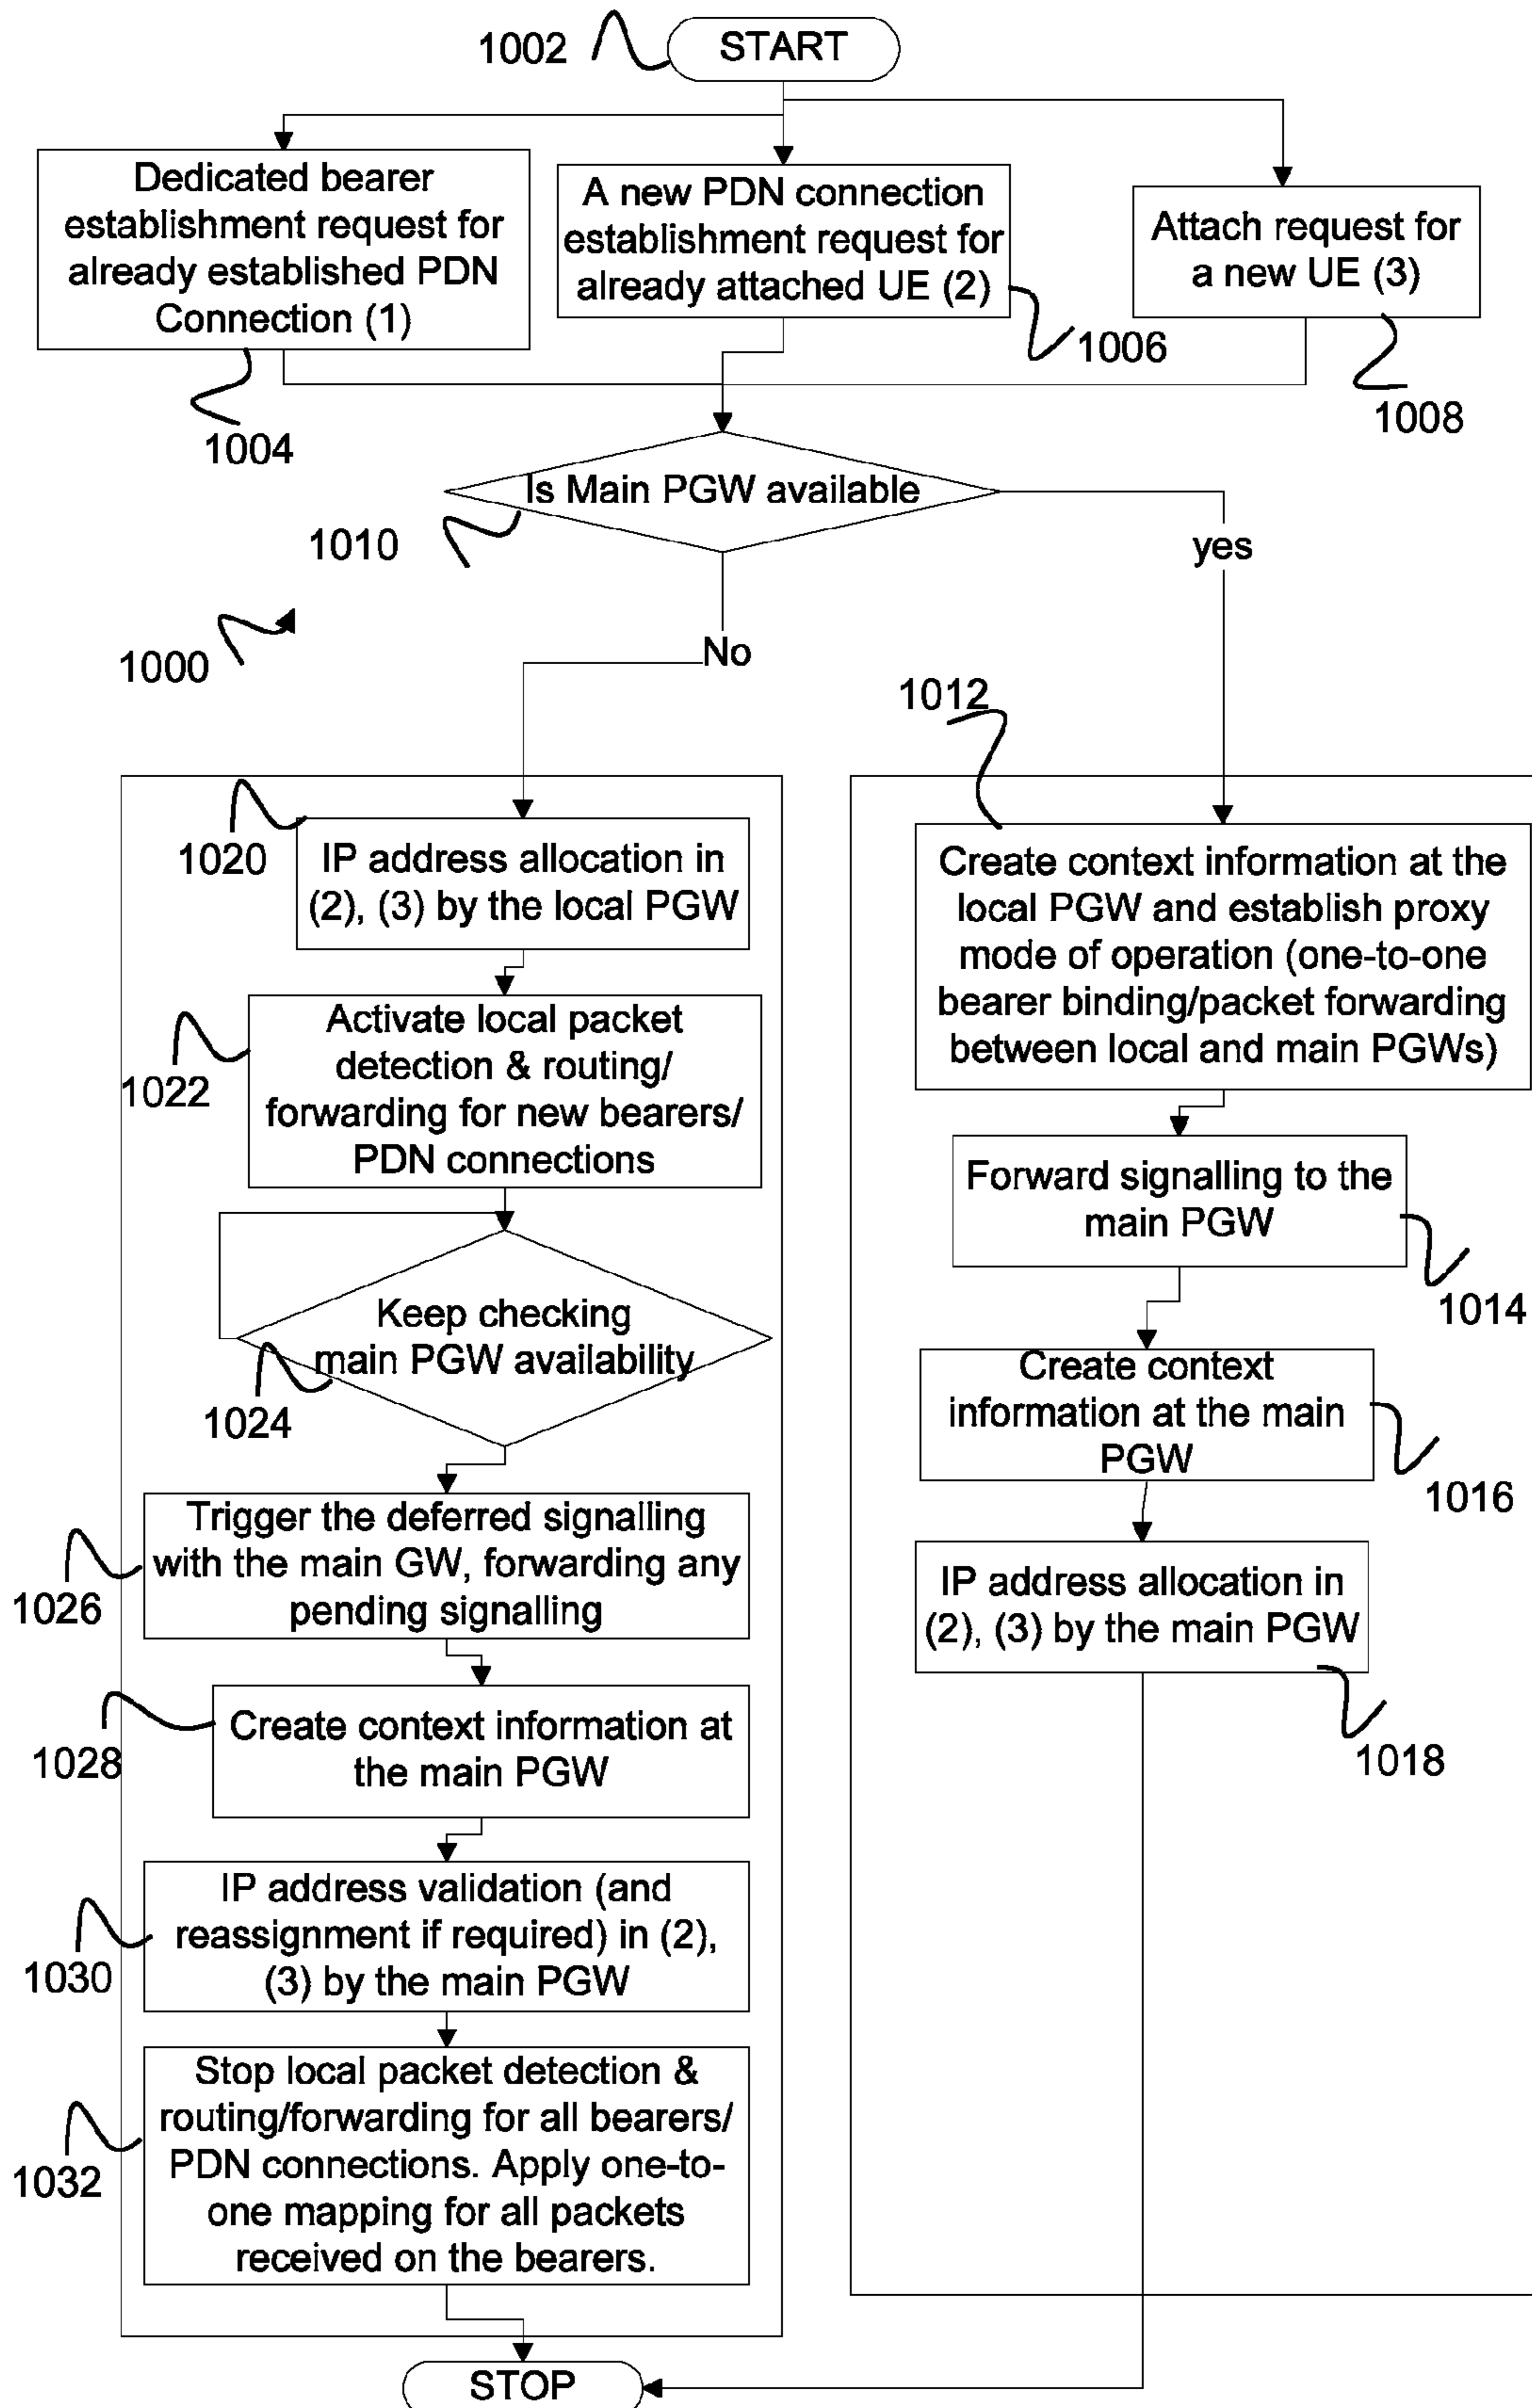 1002
START
Dedicated bearer
establishment request for
already established PDN
Connection (1)
A new PDN connection
establishment request for
already attached UE (2)
Attach request for
a new UE (3)
1004
1006
1008
Is Main PGW available
1010
yes
1000
No
1012
1020
IP address allocation in
(2), (3) by the local PGW
1022
Activate local packet
detection & routing/
forwarding for new bearers/
PDN connections
Keep checking
main PGW availability
1024
Trigger the deferred signalling
with the main GW, forwarding any
pending signalling
1026
Create context information at
the main PGW
1028
IP address validation (and
reassignment if required) in (2),
(3) by the main PGW
1030
Stop local packet detection &
routing/forwarding for all bearers/
PDN connections. Apply one-to-
one mapping for all packets
received on the bearers.
1032
Create context information at the
local PGW and establish proxy
mode of operation (one-to-one
bearer binding/packet forwarding
between local and main PGWs)
Forward signalling to the
main PGW
1014
Create context
information at the main
PGW
1016
IP address allocation in
(2), (3) by the main PGW
1018
STOP